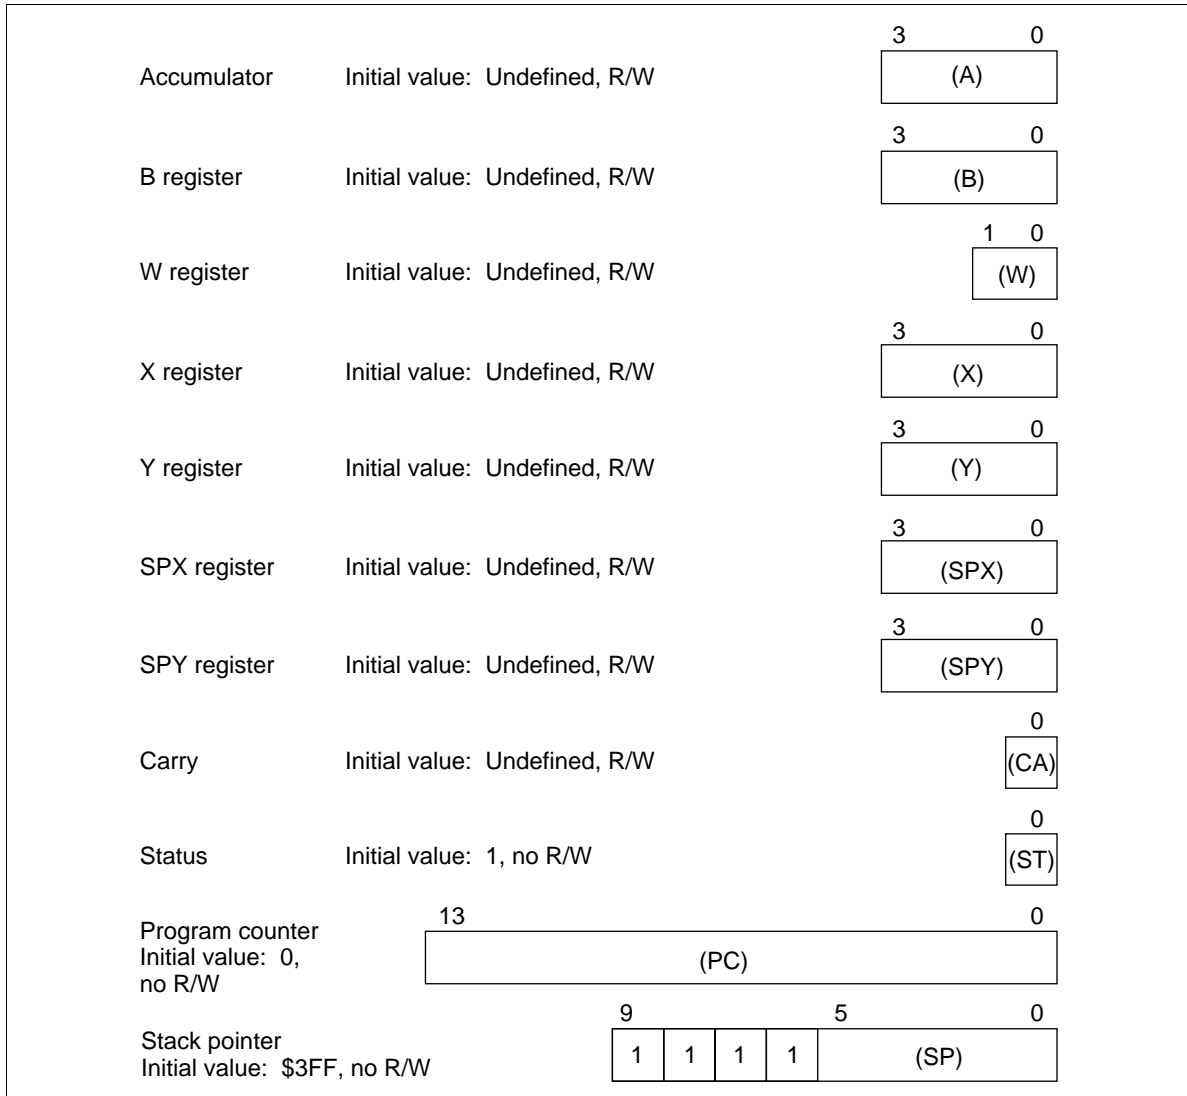 3 0
Accumulator Initial value: Undefined, R/W (A)
3 0
B register Initial value: Undefined, R/W (B)
1 0
W register Initial value: Undefined, R/W (W)
3 0
X register Initial value: Undefined, R/W (X)
3 0
Y register Initial value: Undefined, R/W (Y)
3 0
SPX register Initial value: Undefined, R/W (SPX)
3 0
SPY register Initial value: Undefined, R/W (SPY)
0
Carry Initial value: Undefined, R/W (CA)
0
Status Initial value: 1, no R/W (ST)
13 0
Program counter
Initial value: 0,
no R/W
(PC)
9 5 0
Stack pointer
Initial value: $3FF, no R/W
1 1 1 1 (SP)